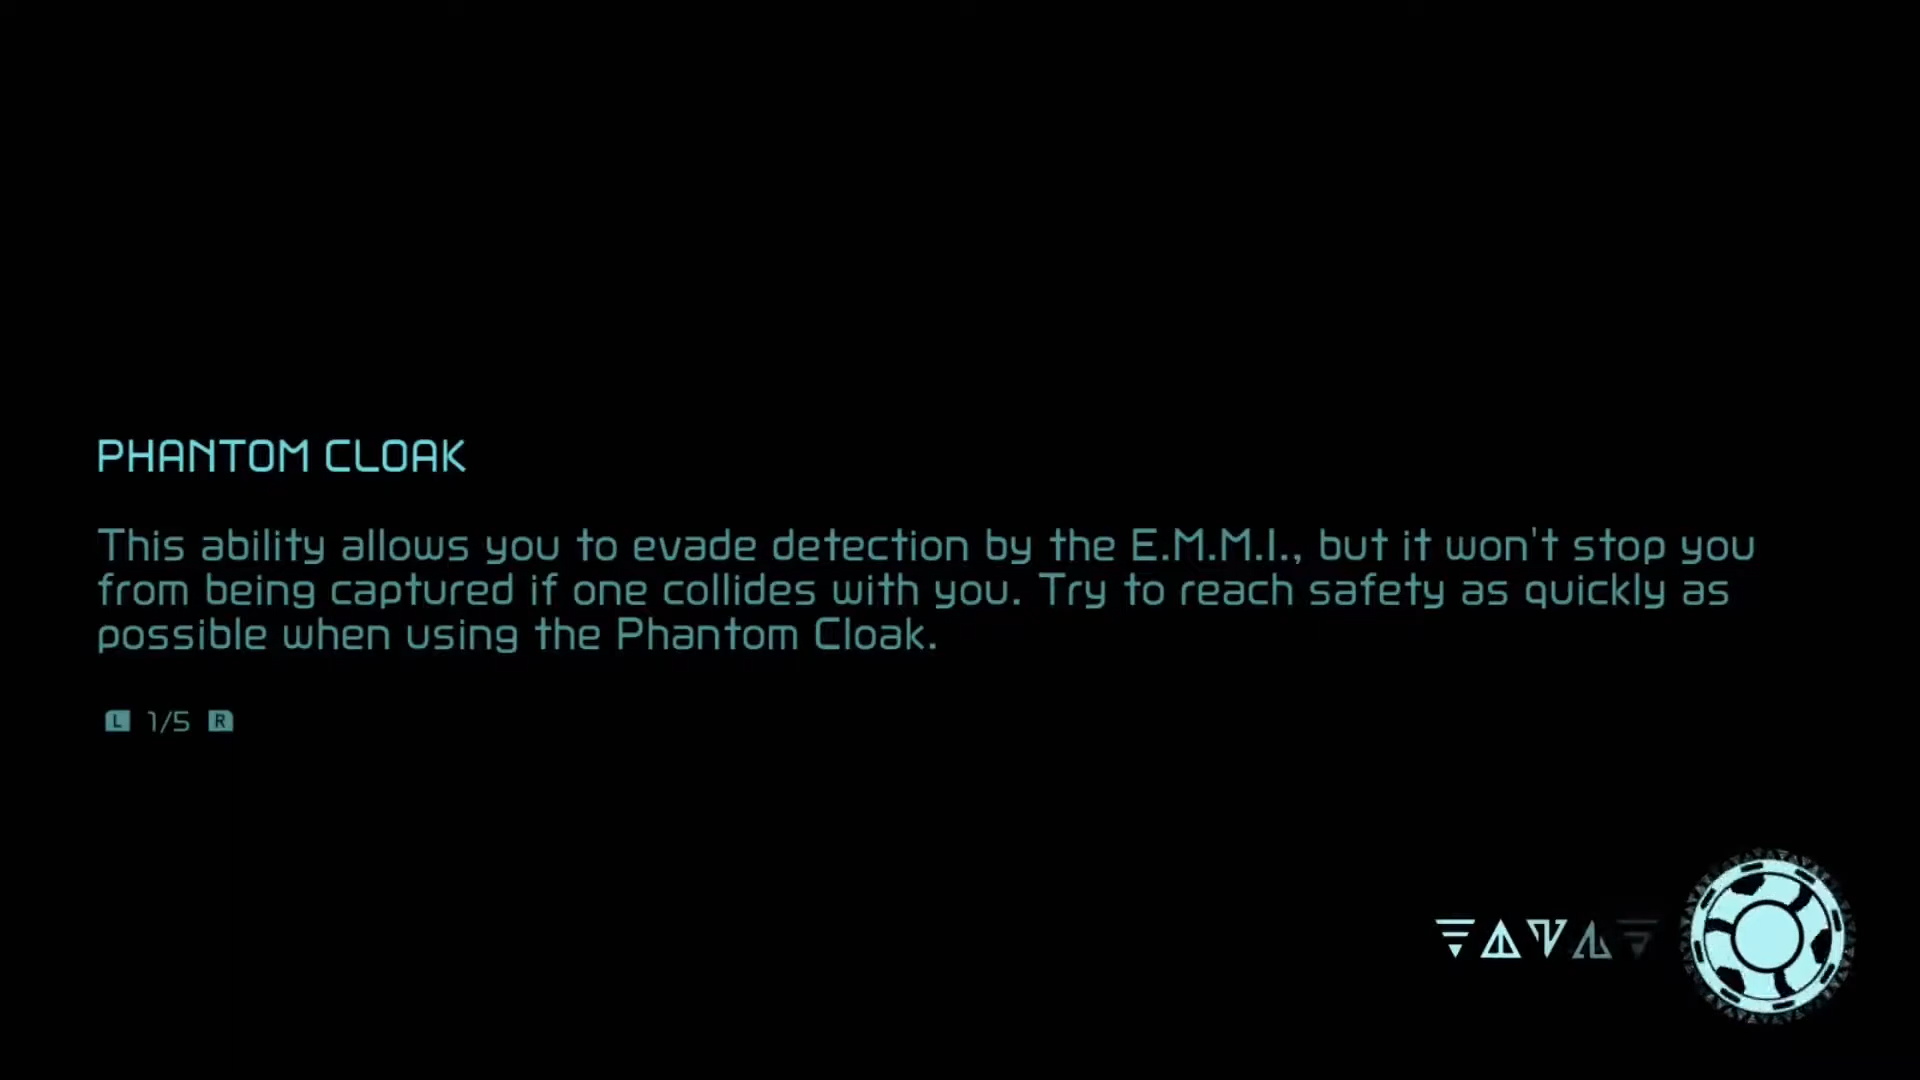 PHANTOM CLOAK
This ability allows you to evade detection by the E.M.M.I., but it won't stop you
from being captured if one collides with you. Try to reach safety as quickly as
possible when using the Phantom Cloak.
L 1/5 R